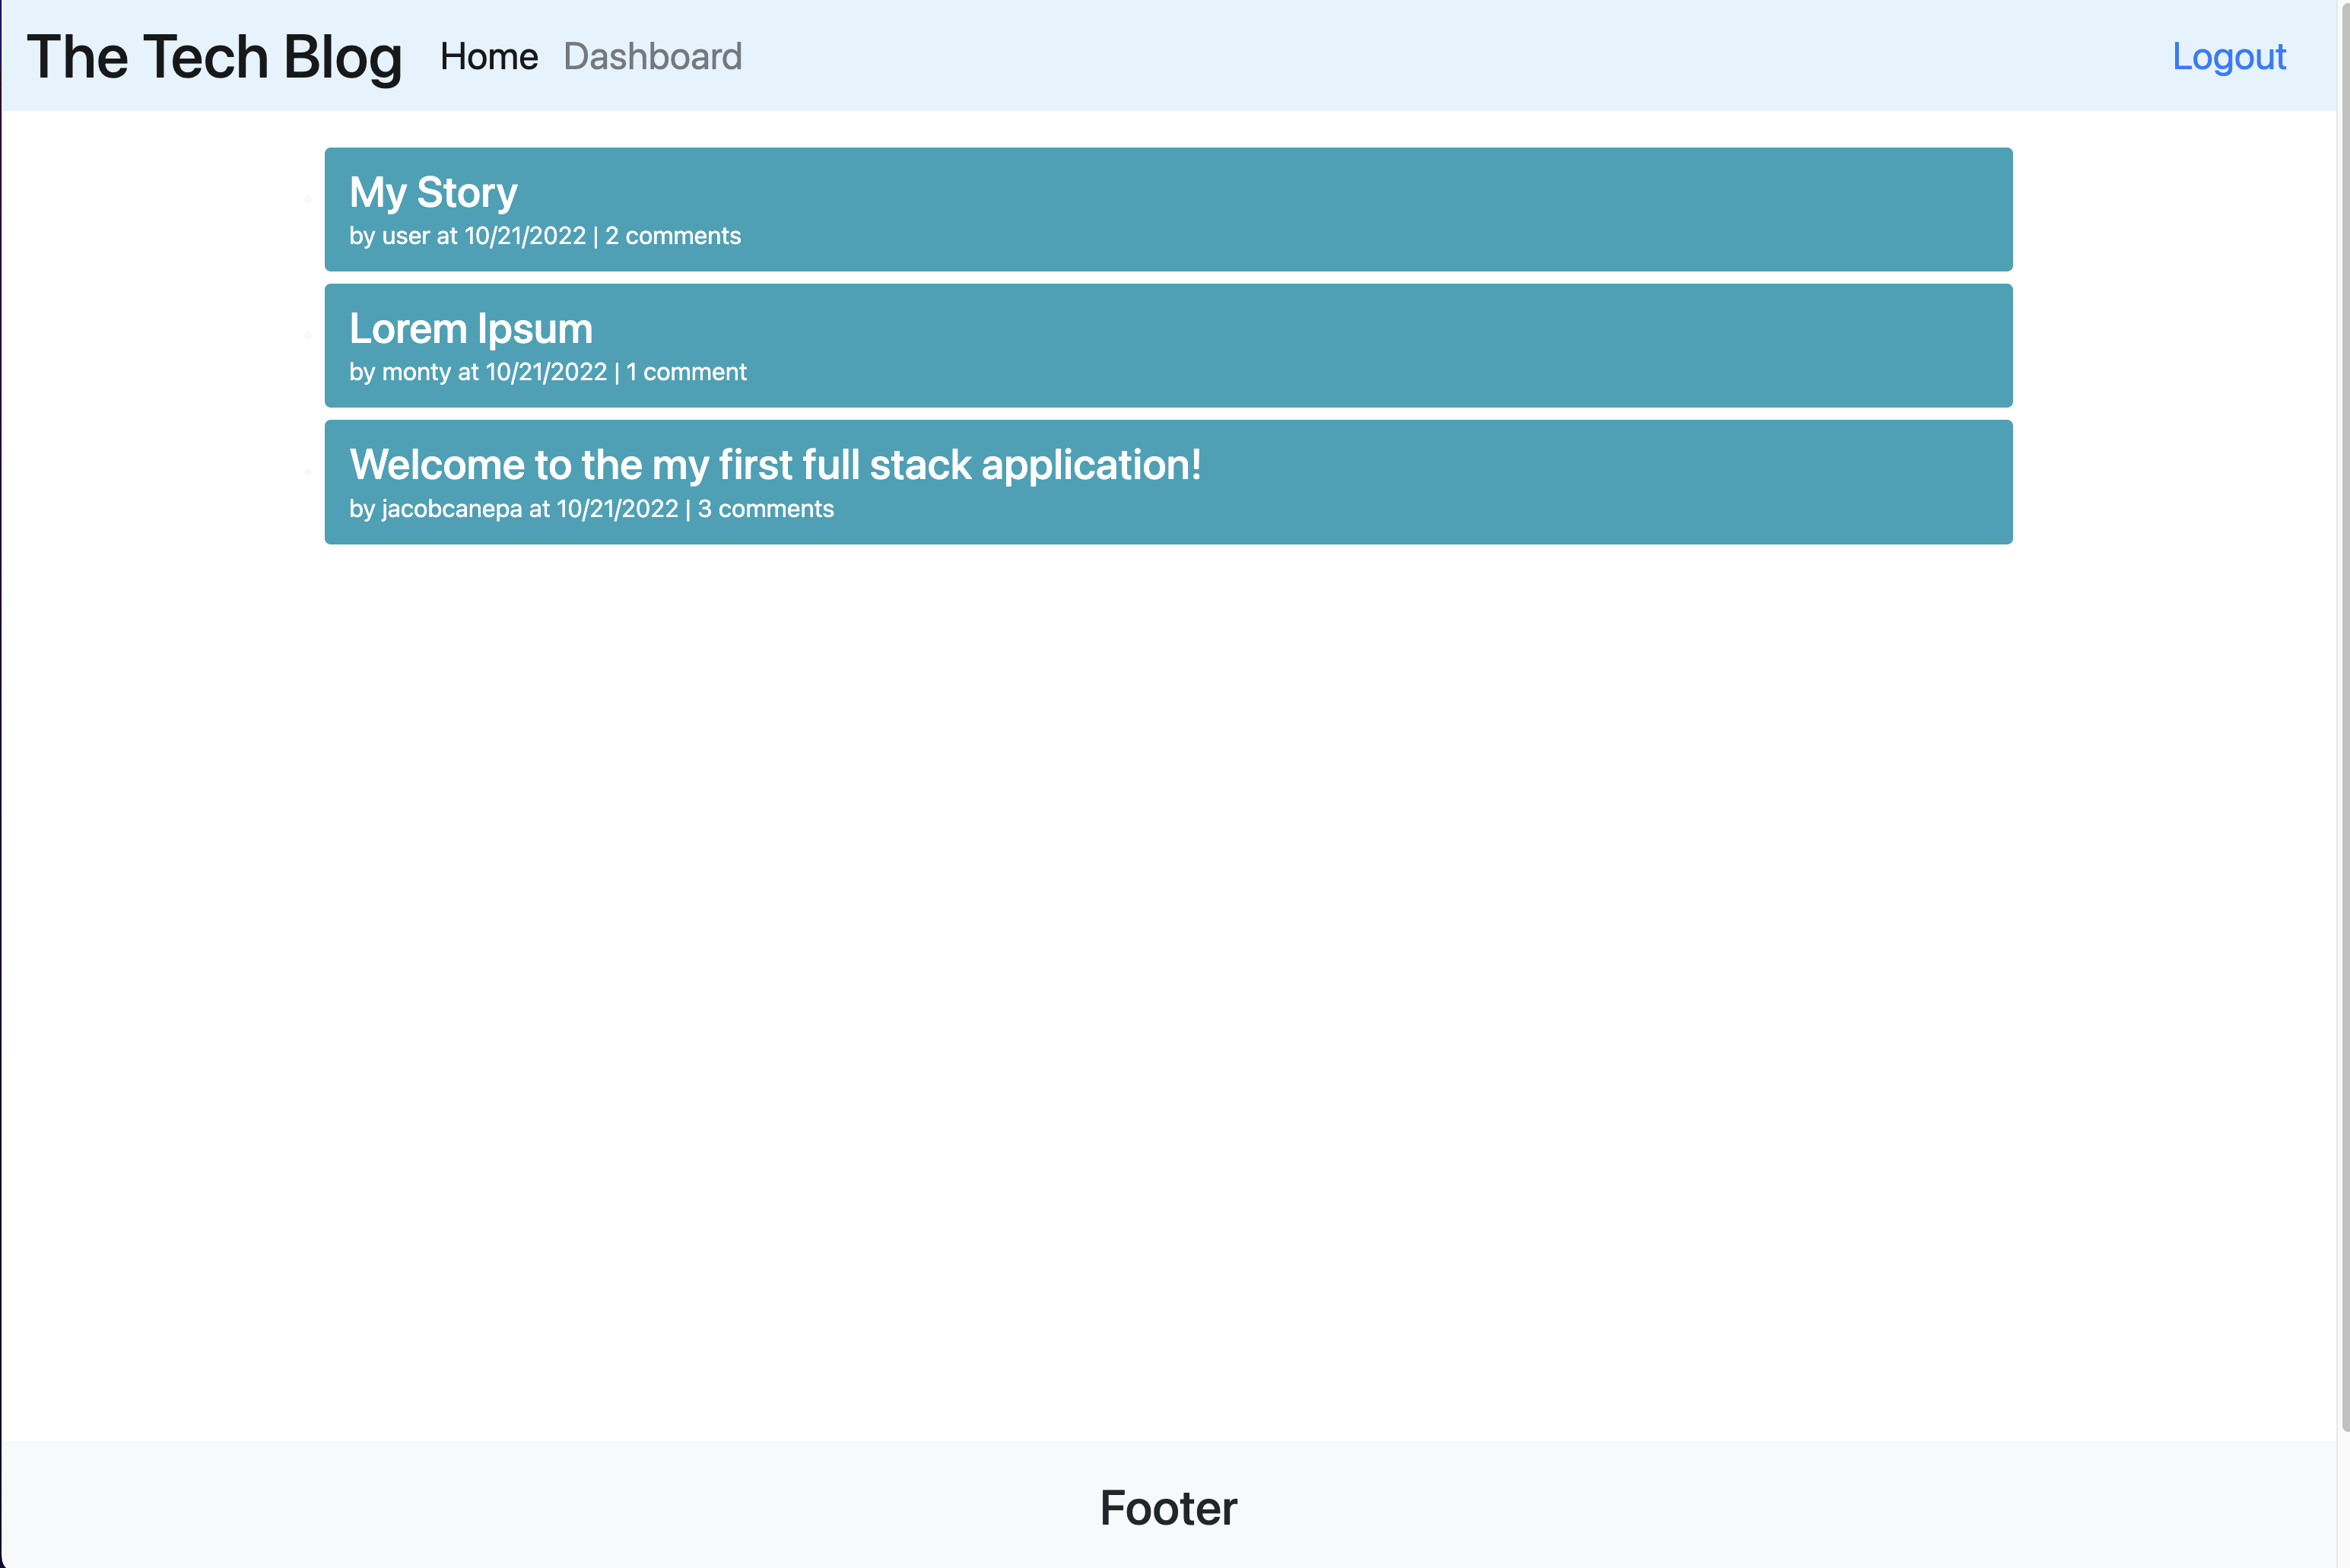 The Tech Blog Home Dashboard Logout
My Story
by user at 10/21/2022 | 2 comments
Lorem Ipsum
by monty at 10/21/2022 | 1 comment
Welcome to the my first full stack application!
by jacobcanepa at 10/21/2022 | 3 comments
Footer